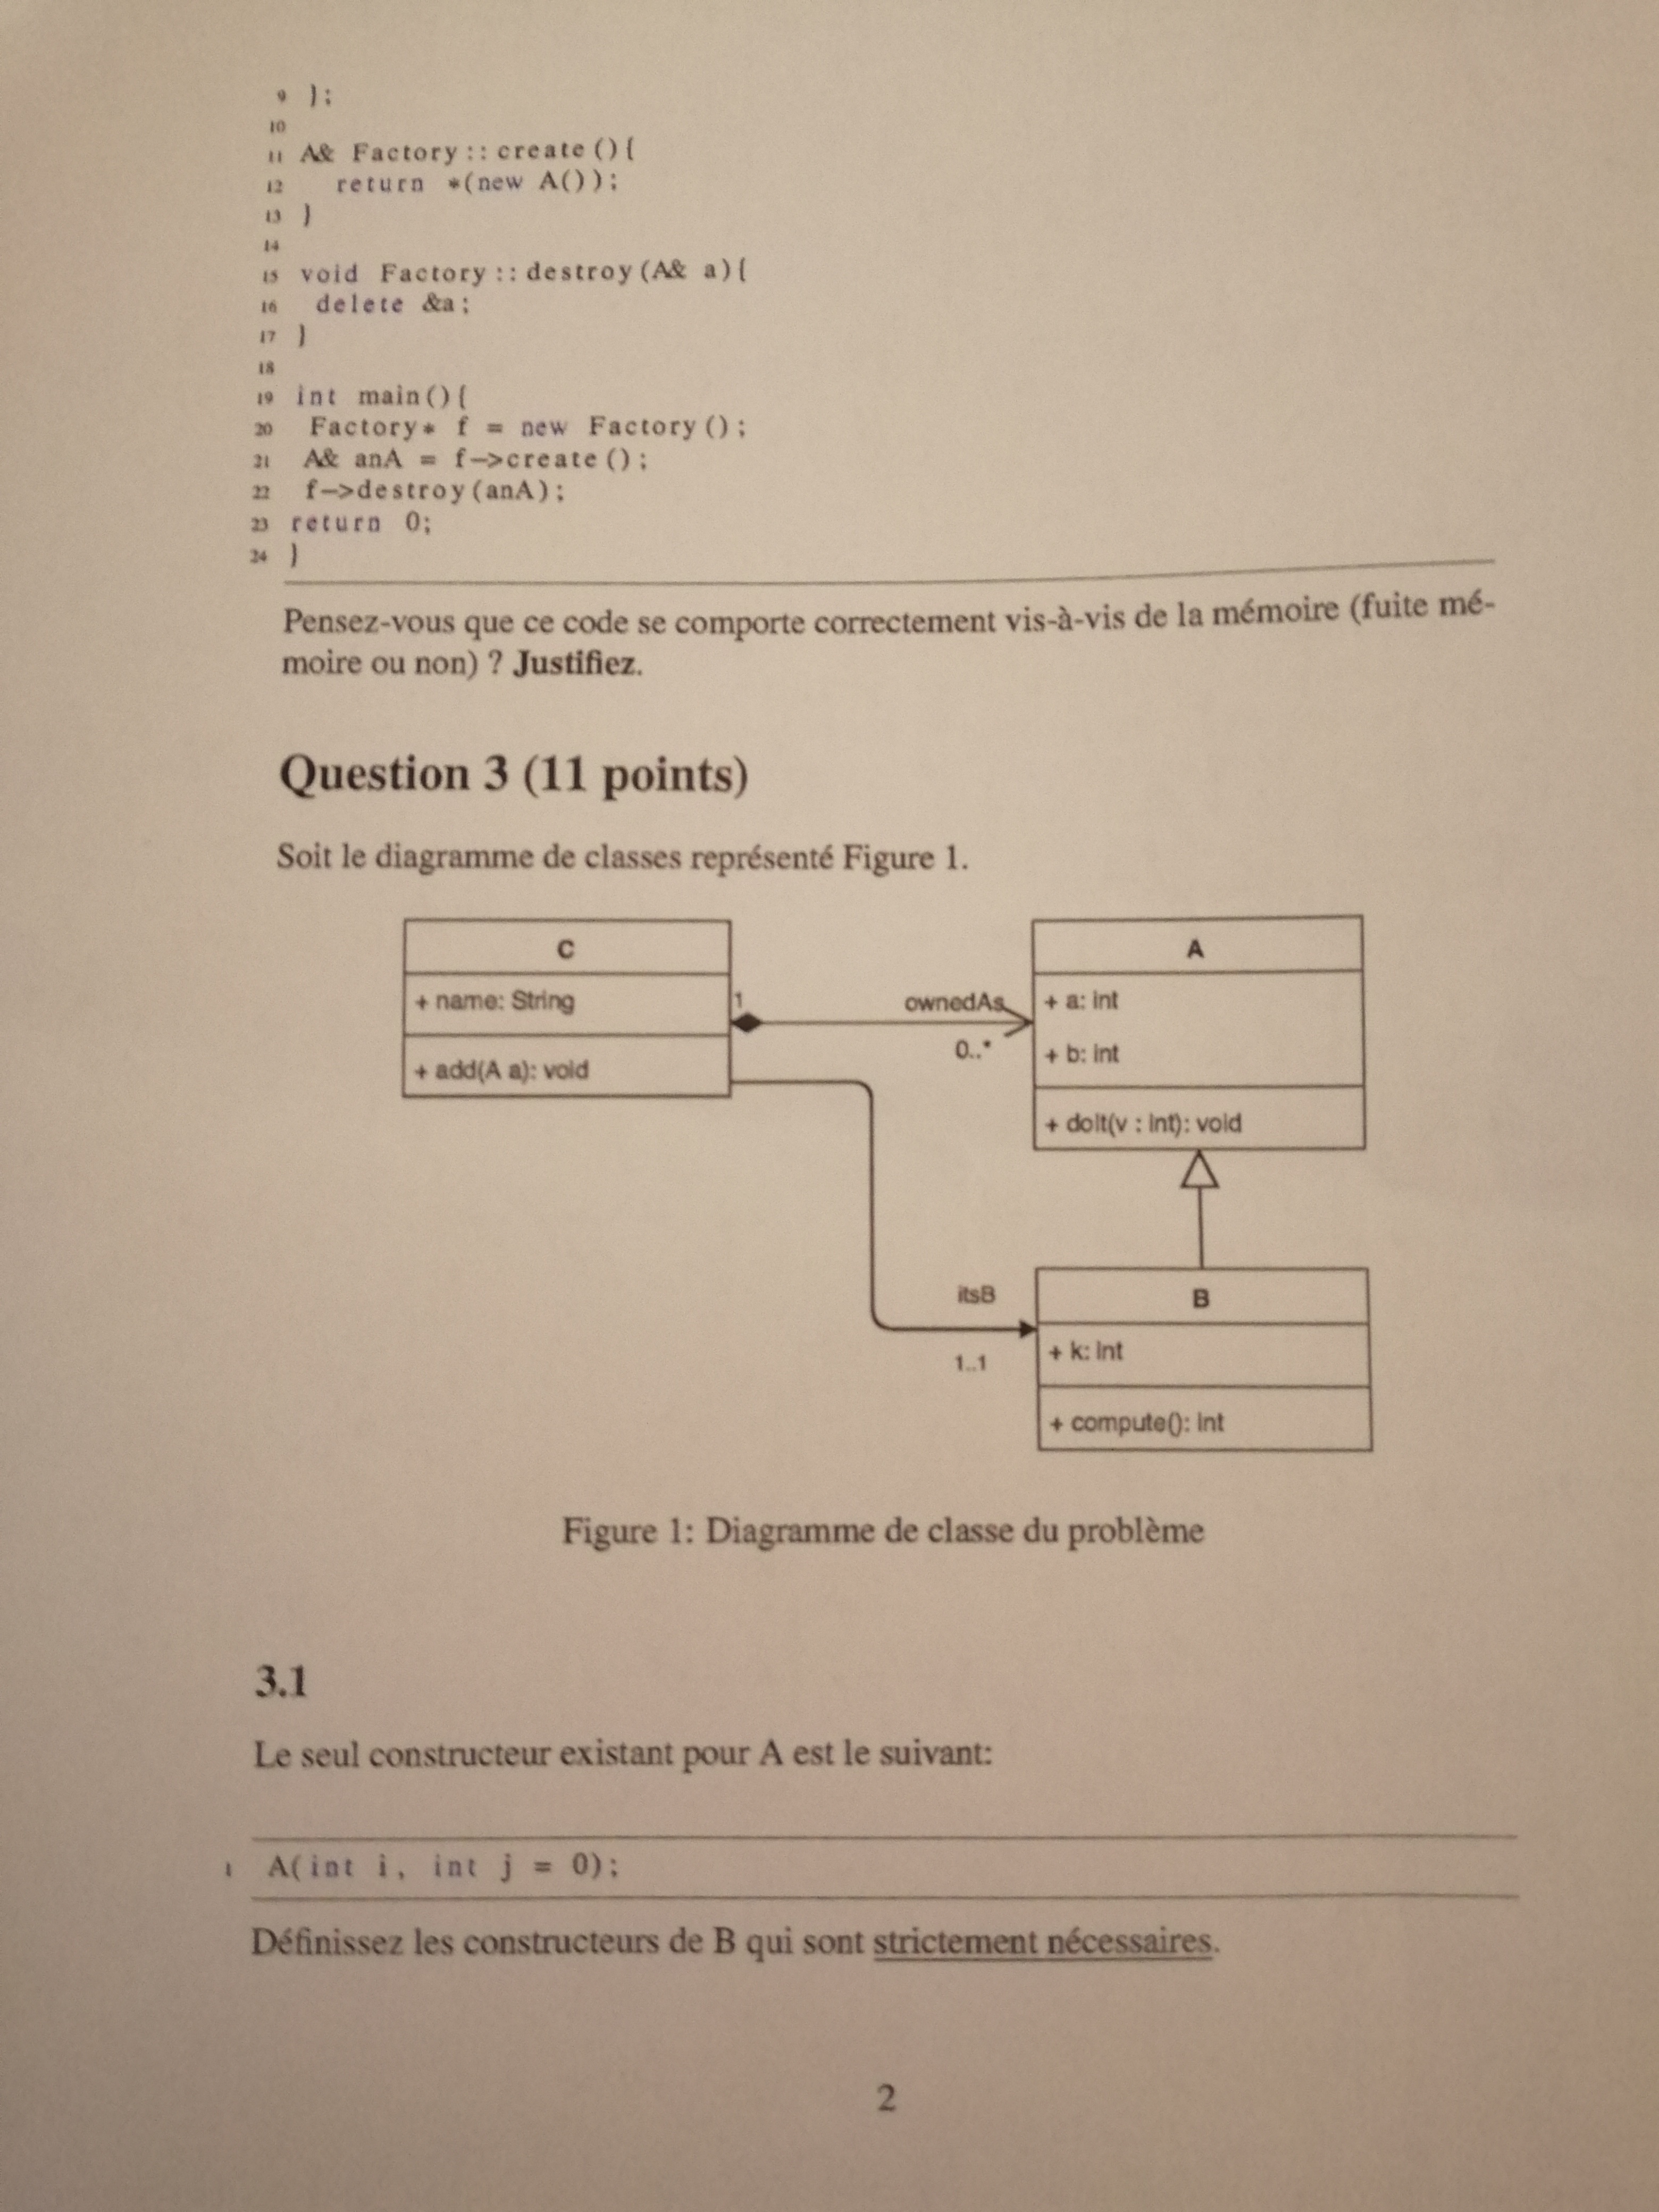 9 };
10
11 A& Factory::create(){
12 return *(new A());
13 }
14
15 void Factory::destroy(A& a){
16 delete &a;
17 }
18
19 int main(){
20 Factory* f = new Factory();
21 A& anA = f->create();
22 f->destroy(anA);
23 return 0;
24 }
Pensez-vous que ce code se comporte correctement vis-à-vis de la mémoire (fuite mé-
moire ou non) ? Justifiez.
Question 3 (11 points)
Soit le diagramme de classes représenté Figure 1.
C
+ name: String
+ add(A a): void
1
ownedAs
0..*
A
+ a: int
+ b: int
+ doIt(v : int): void
itsB
1..1
B
+ k: int
+ compute(): int
Figure 1: Diagramme de classe du problème
3.1
Le seul constructeur existant pour A est le suivant:
1 A(int i, int j = 0);
Définissez les constructeurs de B qui sont strictement nécessaires.
2